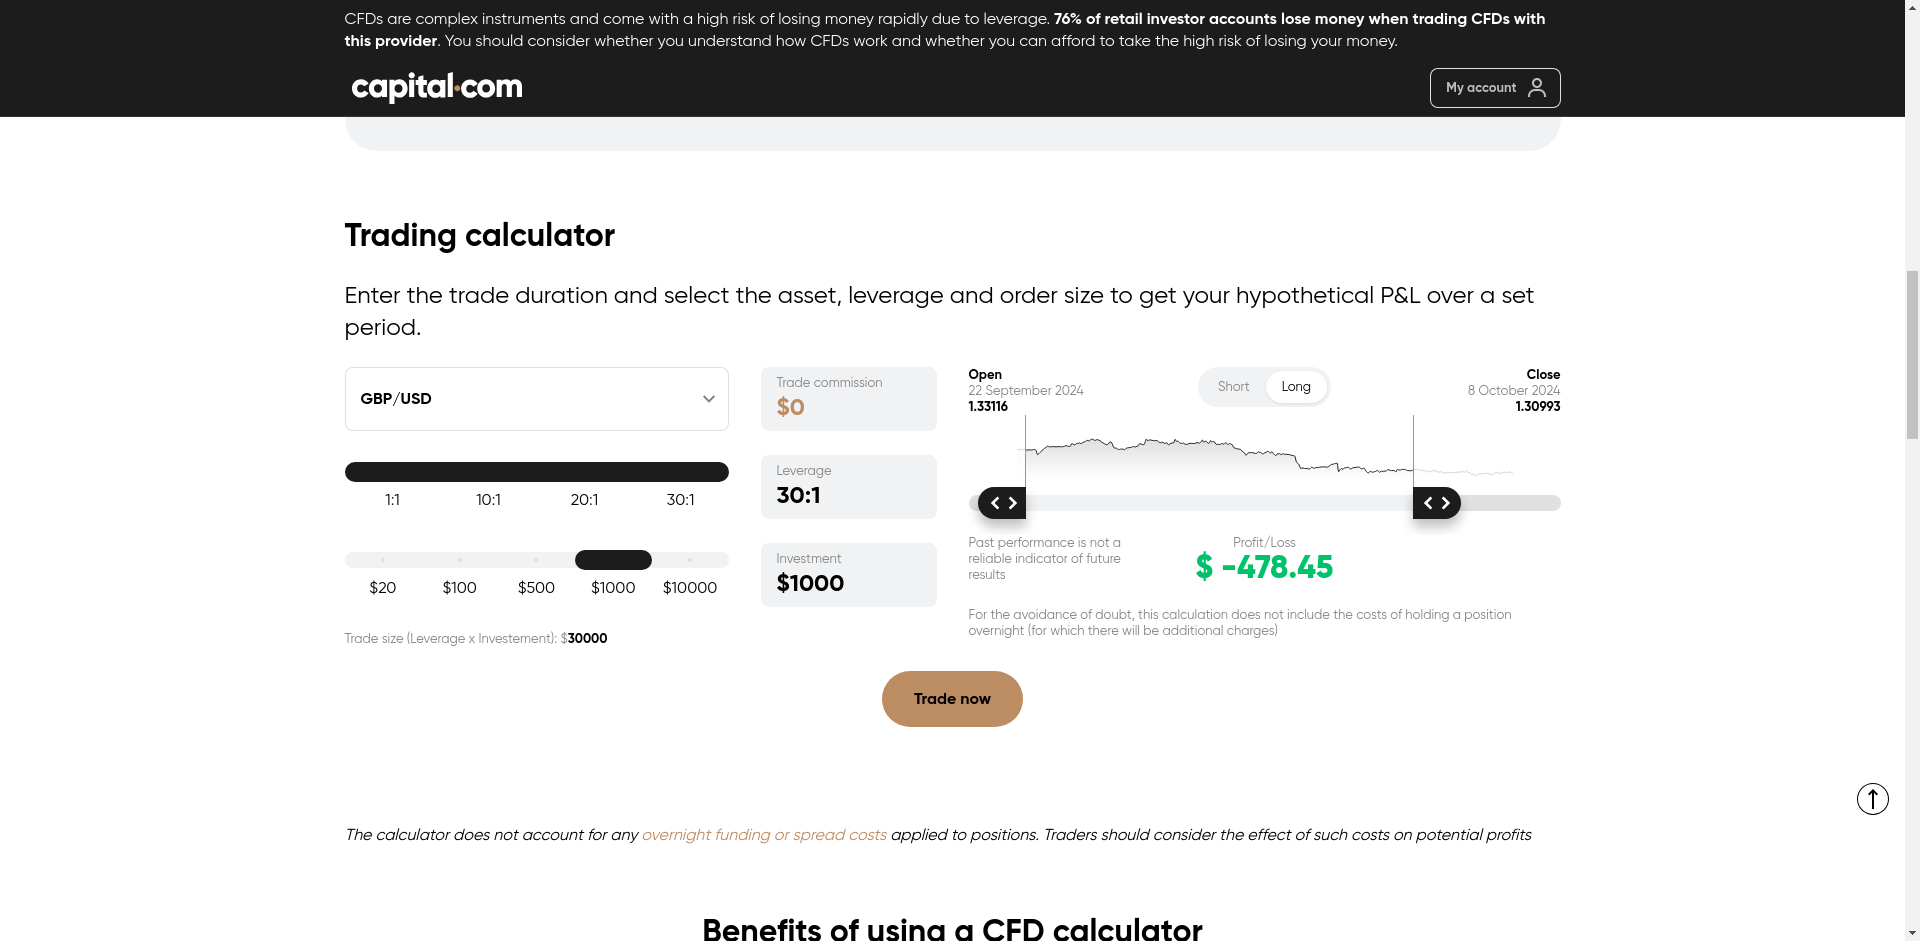 CFDs are complex instruments and come with a high risk of losing money rapidly due to leverage. 76% of retail investor accounts lose money when trading CFDs with
this provider. You should consider whether you understand how CFDs work and whether you can afford to take the high risk of losing your money.
capital.com
My account
Trading calculator
Enter the trade duration and select the asset, leverage and order size to get your hypothetical P&L over a set
period.
GBP/USD
1:1 10:1 20:1 30:1
$20 $100 $500 $1000 $10000
Trade size (Leverage x Investement): $30000
Trade commission
$0
Leverage
30:1
Investment
$1000
Open
22 September 2024
1.33116
Short Long
Close
8 October 2024
1.30993
Past performance is not a
reliable indicator of future
results
Profit/Loss
$ -478.45
For the avoidance of doubt, this calculation does not include the costs of holding a position
overnight (for which there will be additional charges)
Trade now
The calculator does not account for any overnight funding or spread costs applied to positions. Traders should consider the effect of such costs on potential profits
Benefits of using a CFD calculator